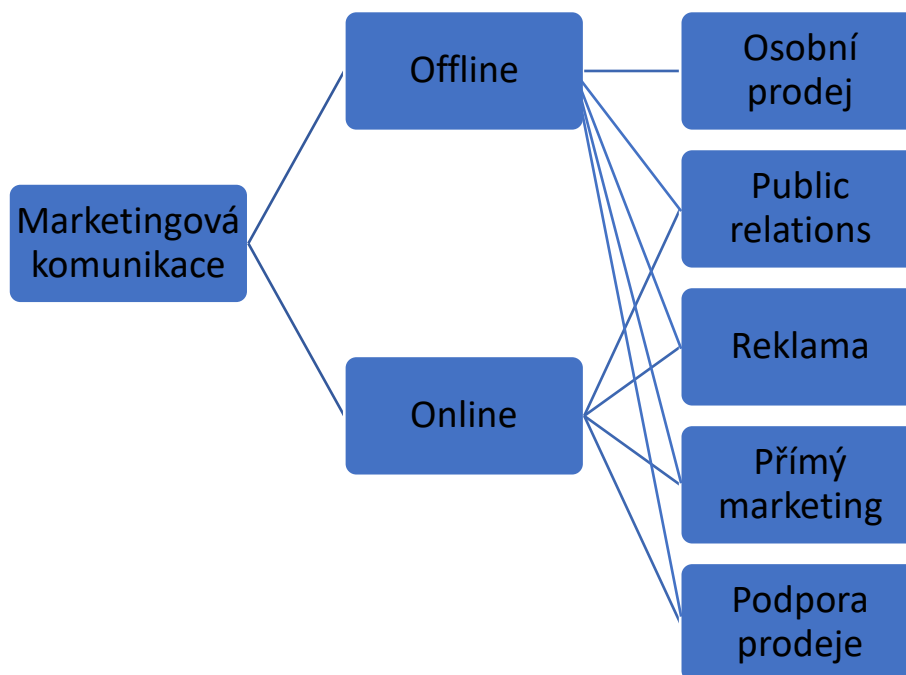 Marketingová
komunikace
Offline
Online
Osobní
prodej
Public
relations
Reklama
Přímý
marketing
Podpora
prodeje